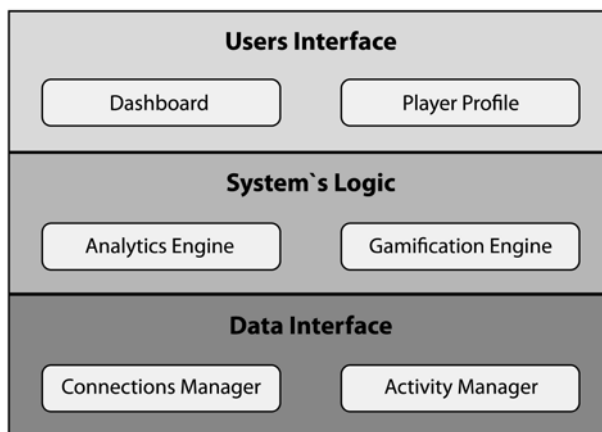 Users Interface
Dashboard
Player Profile
System`s Logic
Analytics Engine
Gamification Engine
Data Interface
Connections Manager
Activity Manager